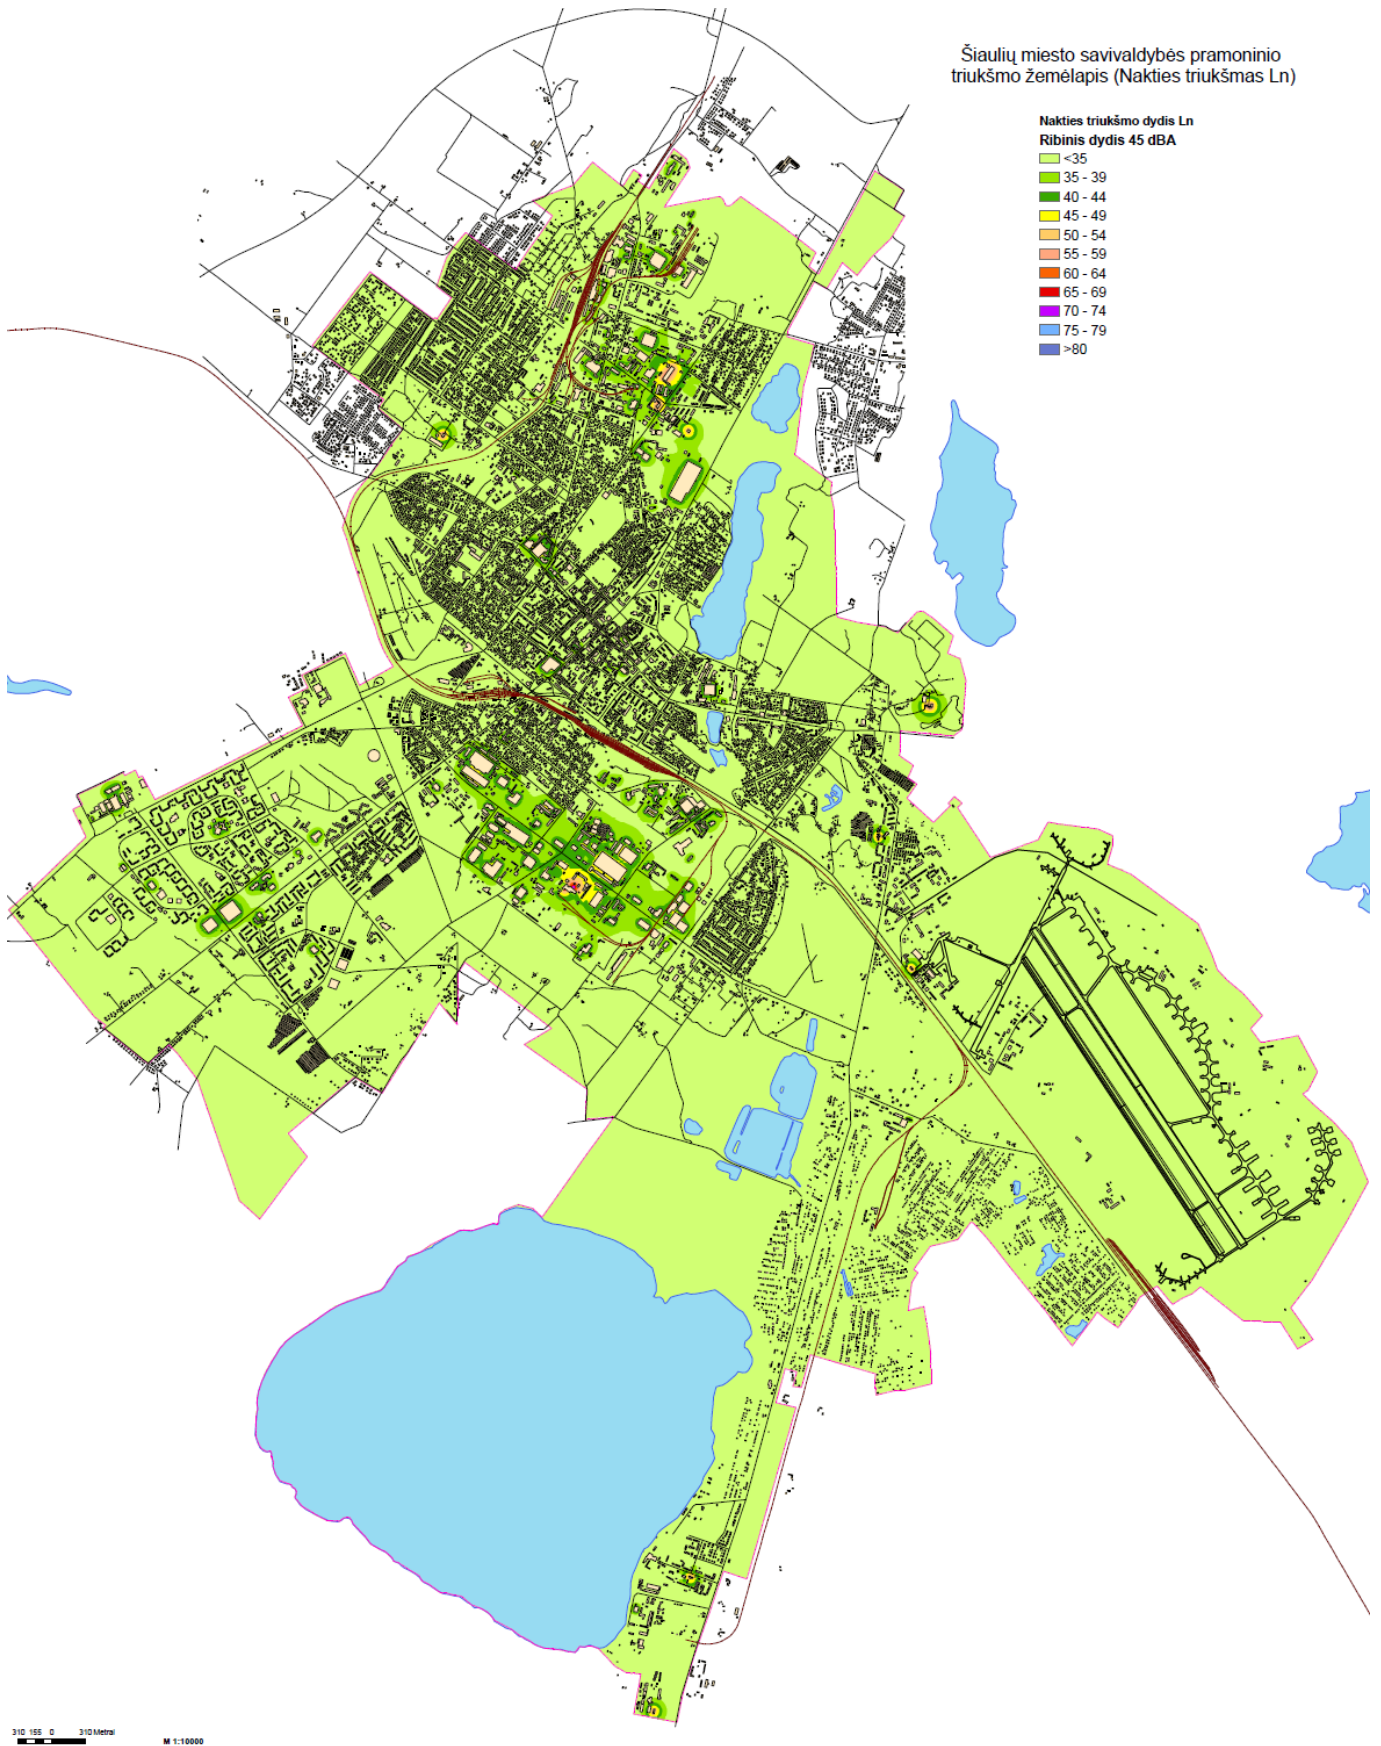 Šiaulių miesto savivaldybės pramoninio
triukšmo žemėlapis (Nakties triukšmas Ln)
Nakties triukšmo dydis Ln
Ribinis dydis 45 dBA
<35
35 - 39
40 - 44
45 - 49
50 - 54
55 - 59
60 - 64
65 - 69
70 - 74
75 - 79
>80
310 155 0 310 Metrai
M 1:10000